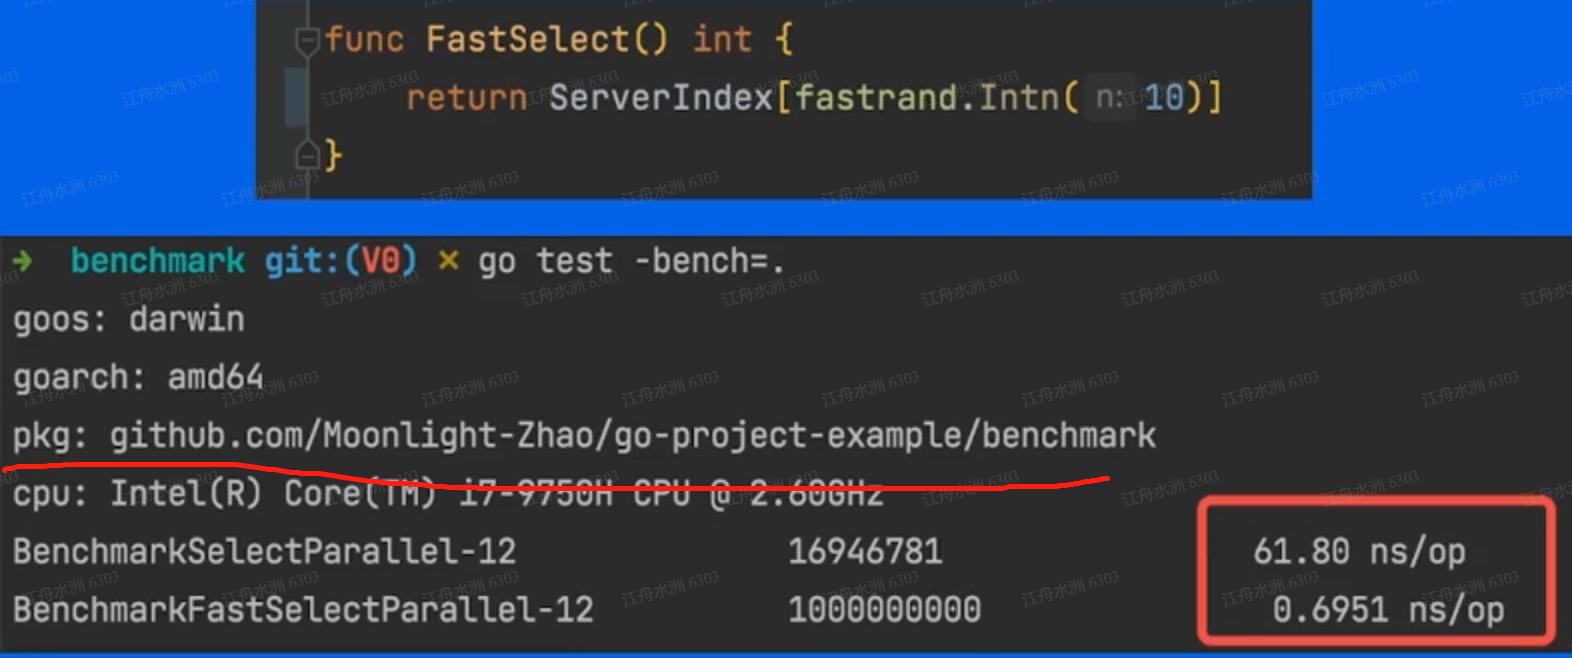 func FastSelect() int {
return ServerIndex[fastrand.Intn( n: 10)]
}
→ benchmark git:(V0) × go test -bench=.
goos: darwin
goarch: amd64
pkg: github.com/Moonlight-Zhao/go-project-example/benchmark
cpu: Intel(R) Core(TM) i7-9750H CPU @ 2.60GHz
BenchmarkSelectParallel-12 16946781 61.80 ns/op
BenchmarkFastSelectParallel-12 1000000000 0.6951 ns/op
江舟水洲 6303